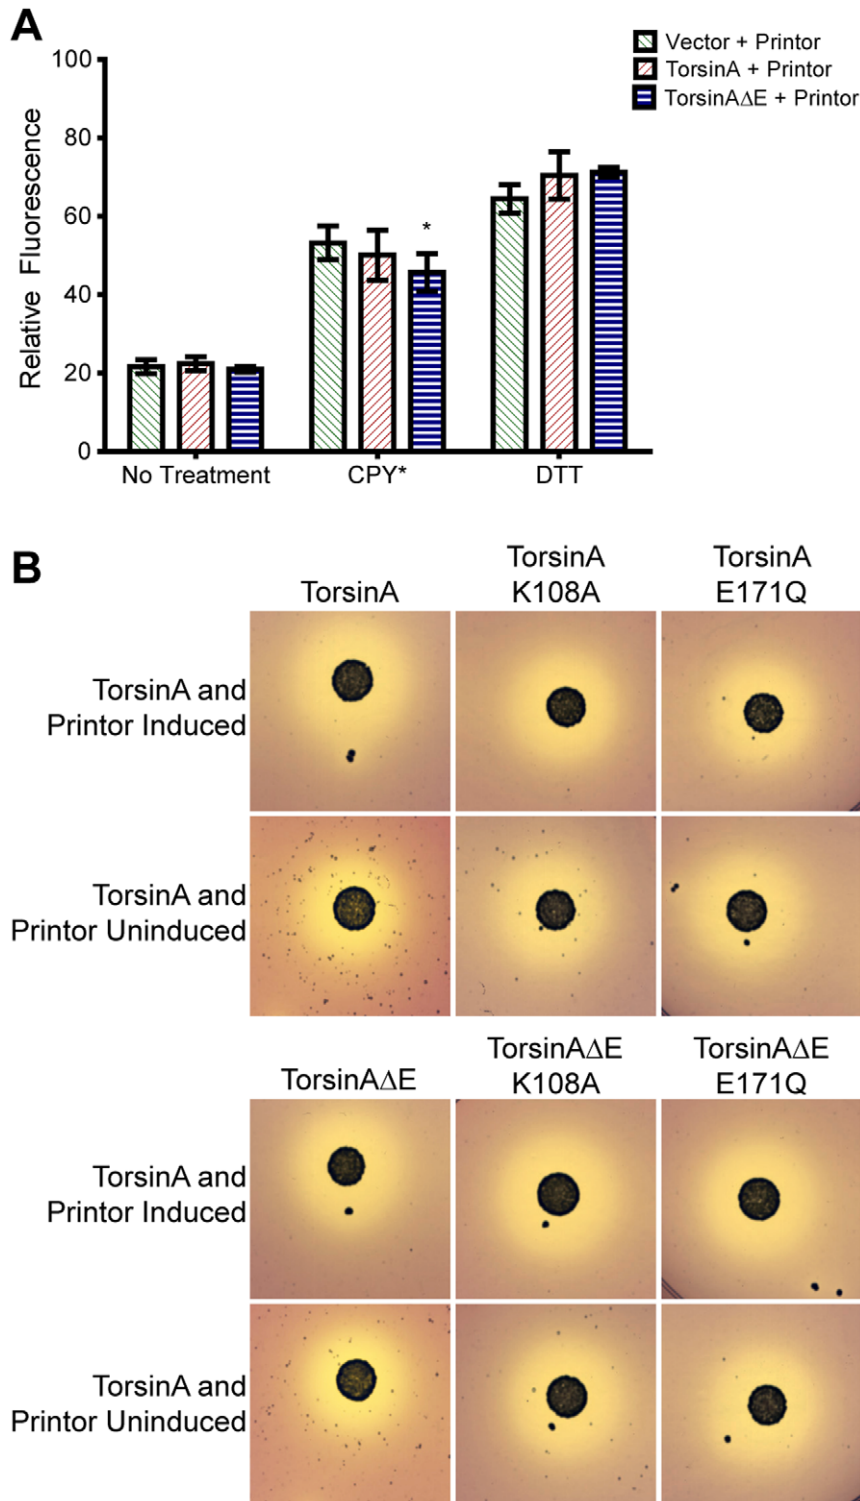 A
Vector + Printor
TorsinA + Printor
TorsinAΔE + Printor
Relative Fluorescence
100
80
60
40
20
0
*
No Treatment
CPY*
DTT
B
TorsinA
TorsinA
K108A
TorsinA
E171Q
TorsinA and
Printor Induced
TorsinA and
Printor Uninduced
TorsinAΔE
TorsinAΔE
K108A
TorsinAΔE
E171Q
TorsinA and
Printor Induced
TorsinA and
Printor Uninduced